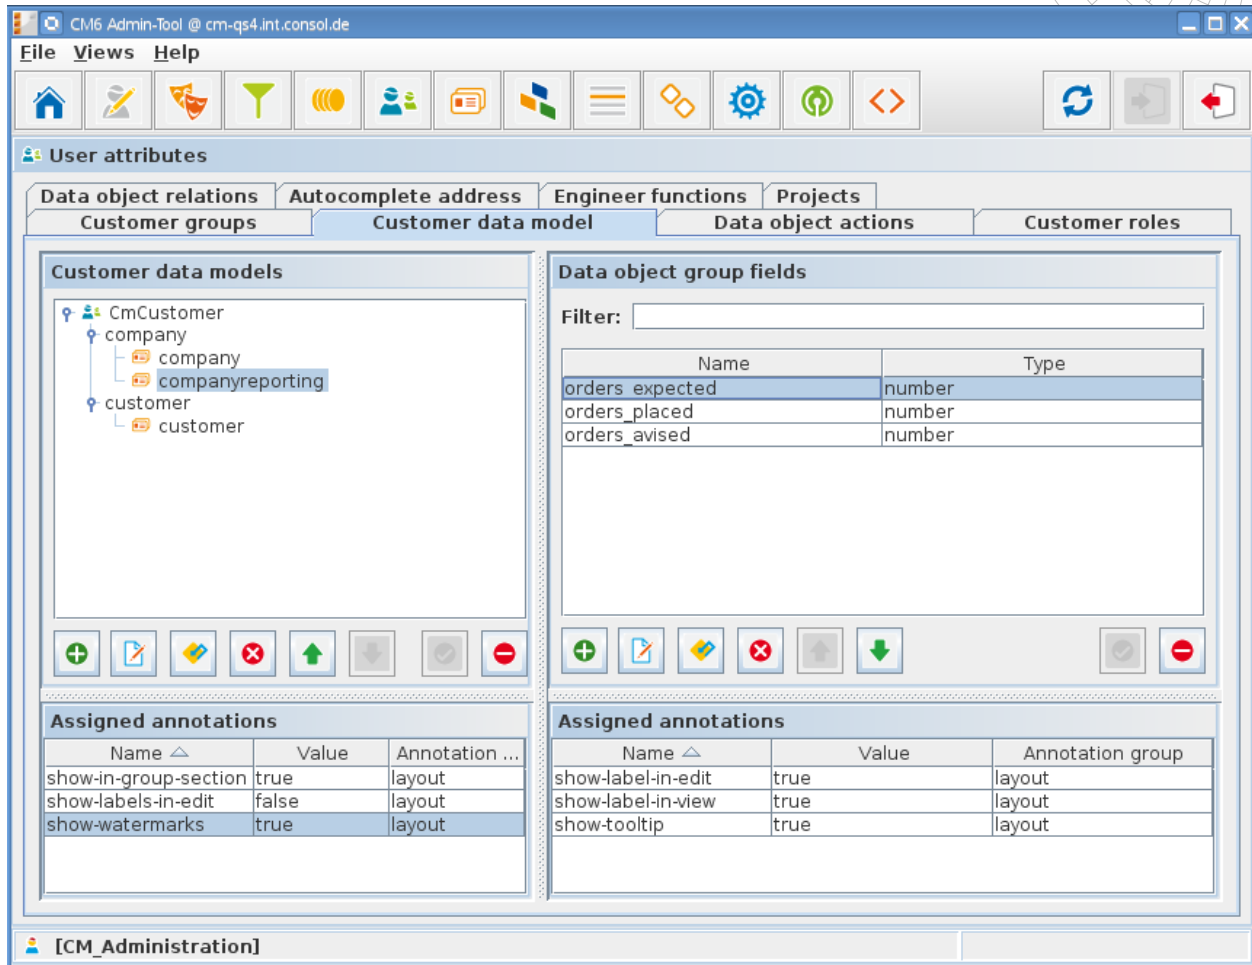 CM6 Admin-Tool @ cm-qs4.int.consol.de
File Views Help
User attributes
Data object relations Autocomplete address Engineer functions Projects
Customer groups Customer data model Data object actions Customer roles
Customer data models
CmCustomer
company
company
companyreporting
customer
customer
Data object group fields
Filter:
Name Type
orders_expected number
orders_placed number
orders_avised number
Assigned annotations
Name Value Annotation ...
show-in-group-section true layout
show-labels-in-edit false layout
show-watermarks true layout
Assigned annotations
Name Value Annotation group
show-label-in-edit true layout
show-label-in-view true layout
show-tooltip true layout
[CM_Administration]